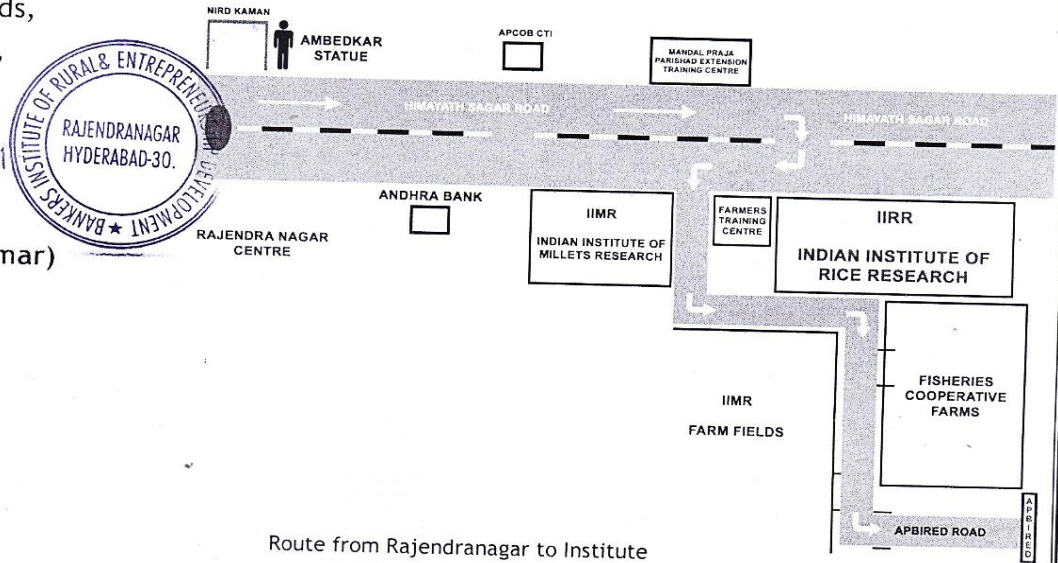 ds,
NIRD KAMAN
AMBEDKAR
STATUE
APCOB CTI
MANDAL PRAJA
PARISHAD EXTENSION
TRAINING CENTRE
BANKERS INSTITUTE OF RURAL & ENTREPRENEURSHIP DEVELOPMENT ★
RAJENDRANAGAR
HYDERABAD-30.
HIMAYATH SAGAR ROAD
HIMAYATH SAGAR ROAD
mar)
RAJENDRA NAGAR
CENTRE
ANDHRA BANK
IIMR
INDIAN INSTITUTE OF
MILLETS RESEARCH
FARMERS
TRAINING
CENTRE
IIRR
INDIAN INSTITUTE OF
RICE RESEARCH
IIMR
FARM FIELDS
FISHERIES
COOPERATIVE
FARMS
APBIRED ROAD
APBIRED
Route from Rajendranagar to Institute